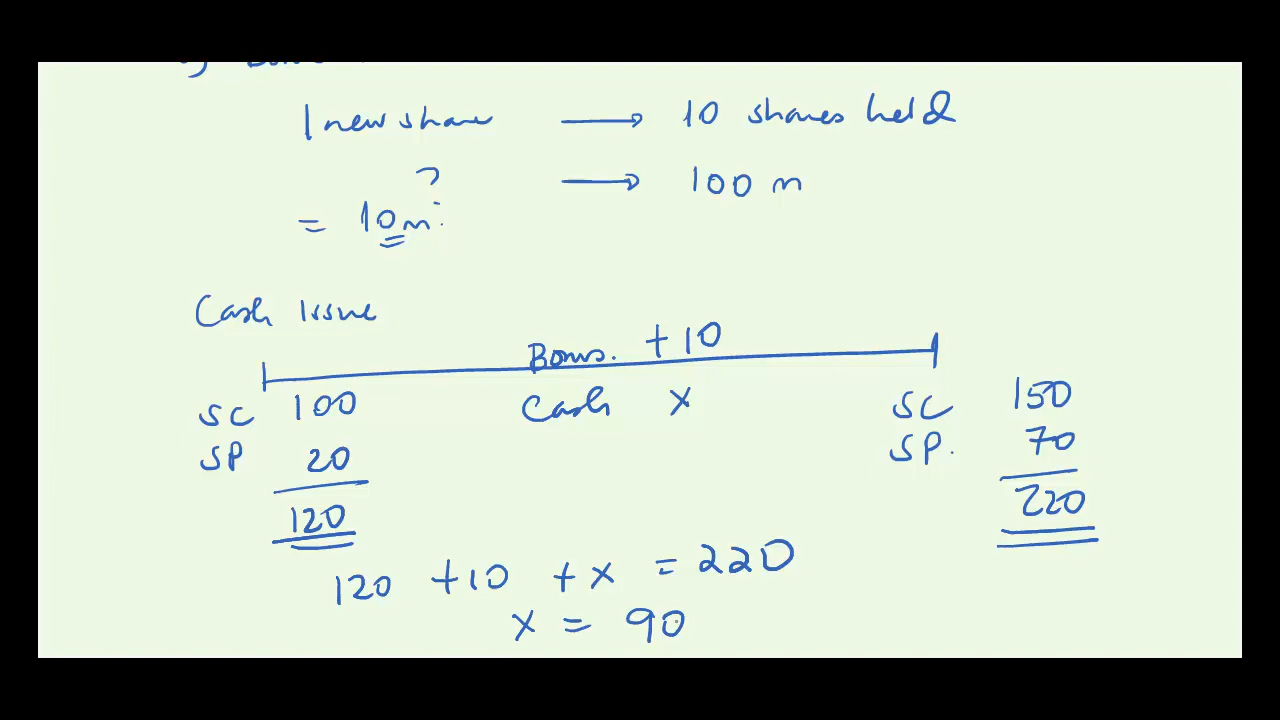 1 new share → 10 shares held
? → 100 m
= 10m
Cash Issue
Bonus. +10
SC 100 Cash x SC 150
SP 20 SP. 70
120 220
120 +10 +x = 220
x = 90